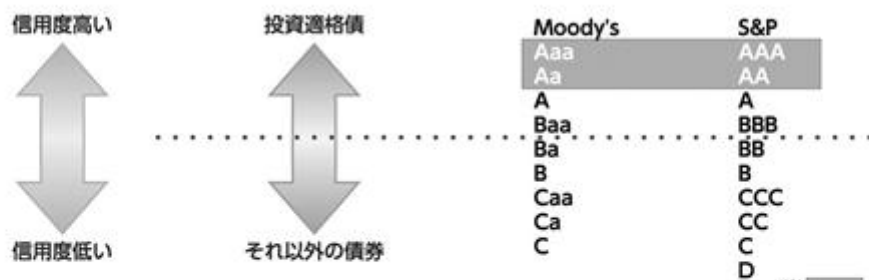 信用度高い 投資適格債 Moody's S&P
Aaa AAA
Aa AA
A A
Baa BBB
Ba BB
B B
Caa CCC
Ca CC
信用度低い それ以外の債券 C C
D